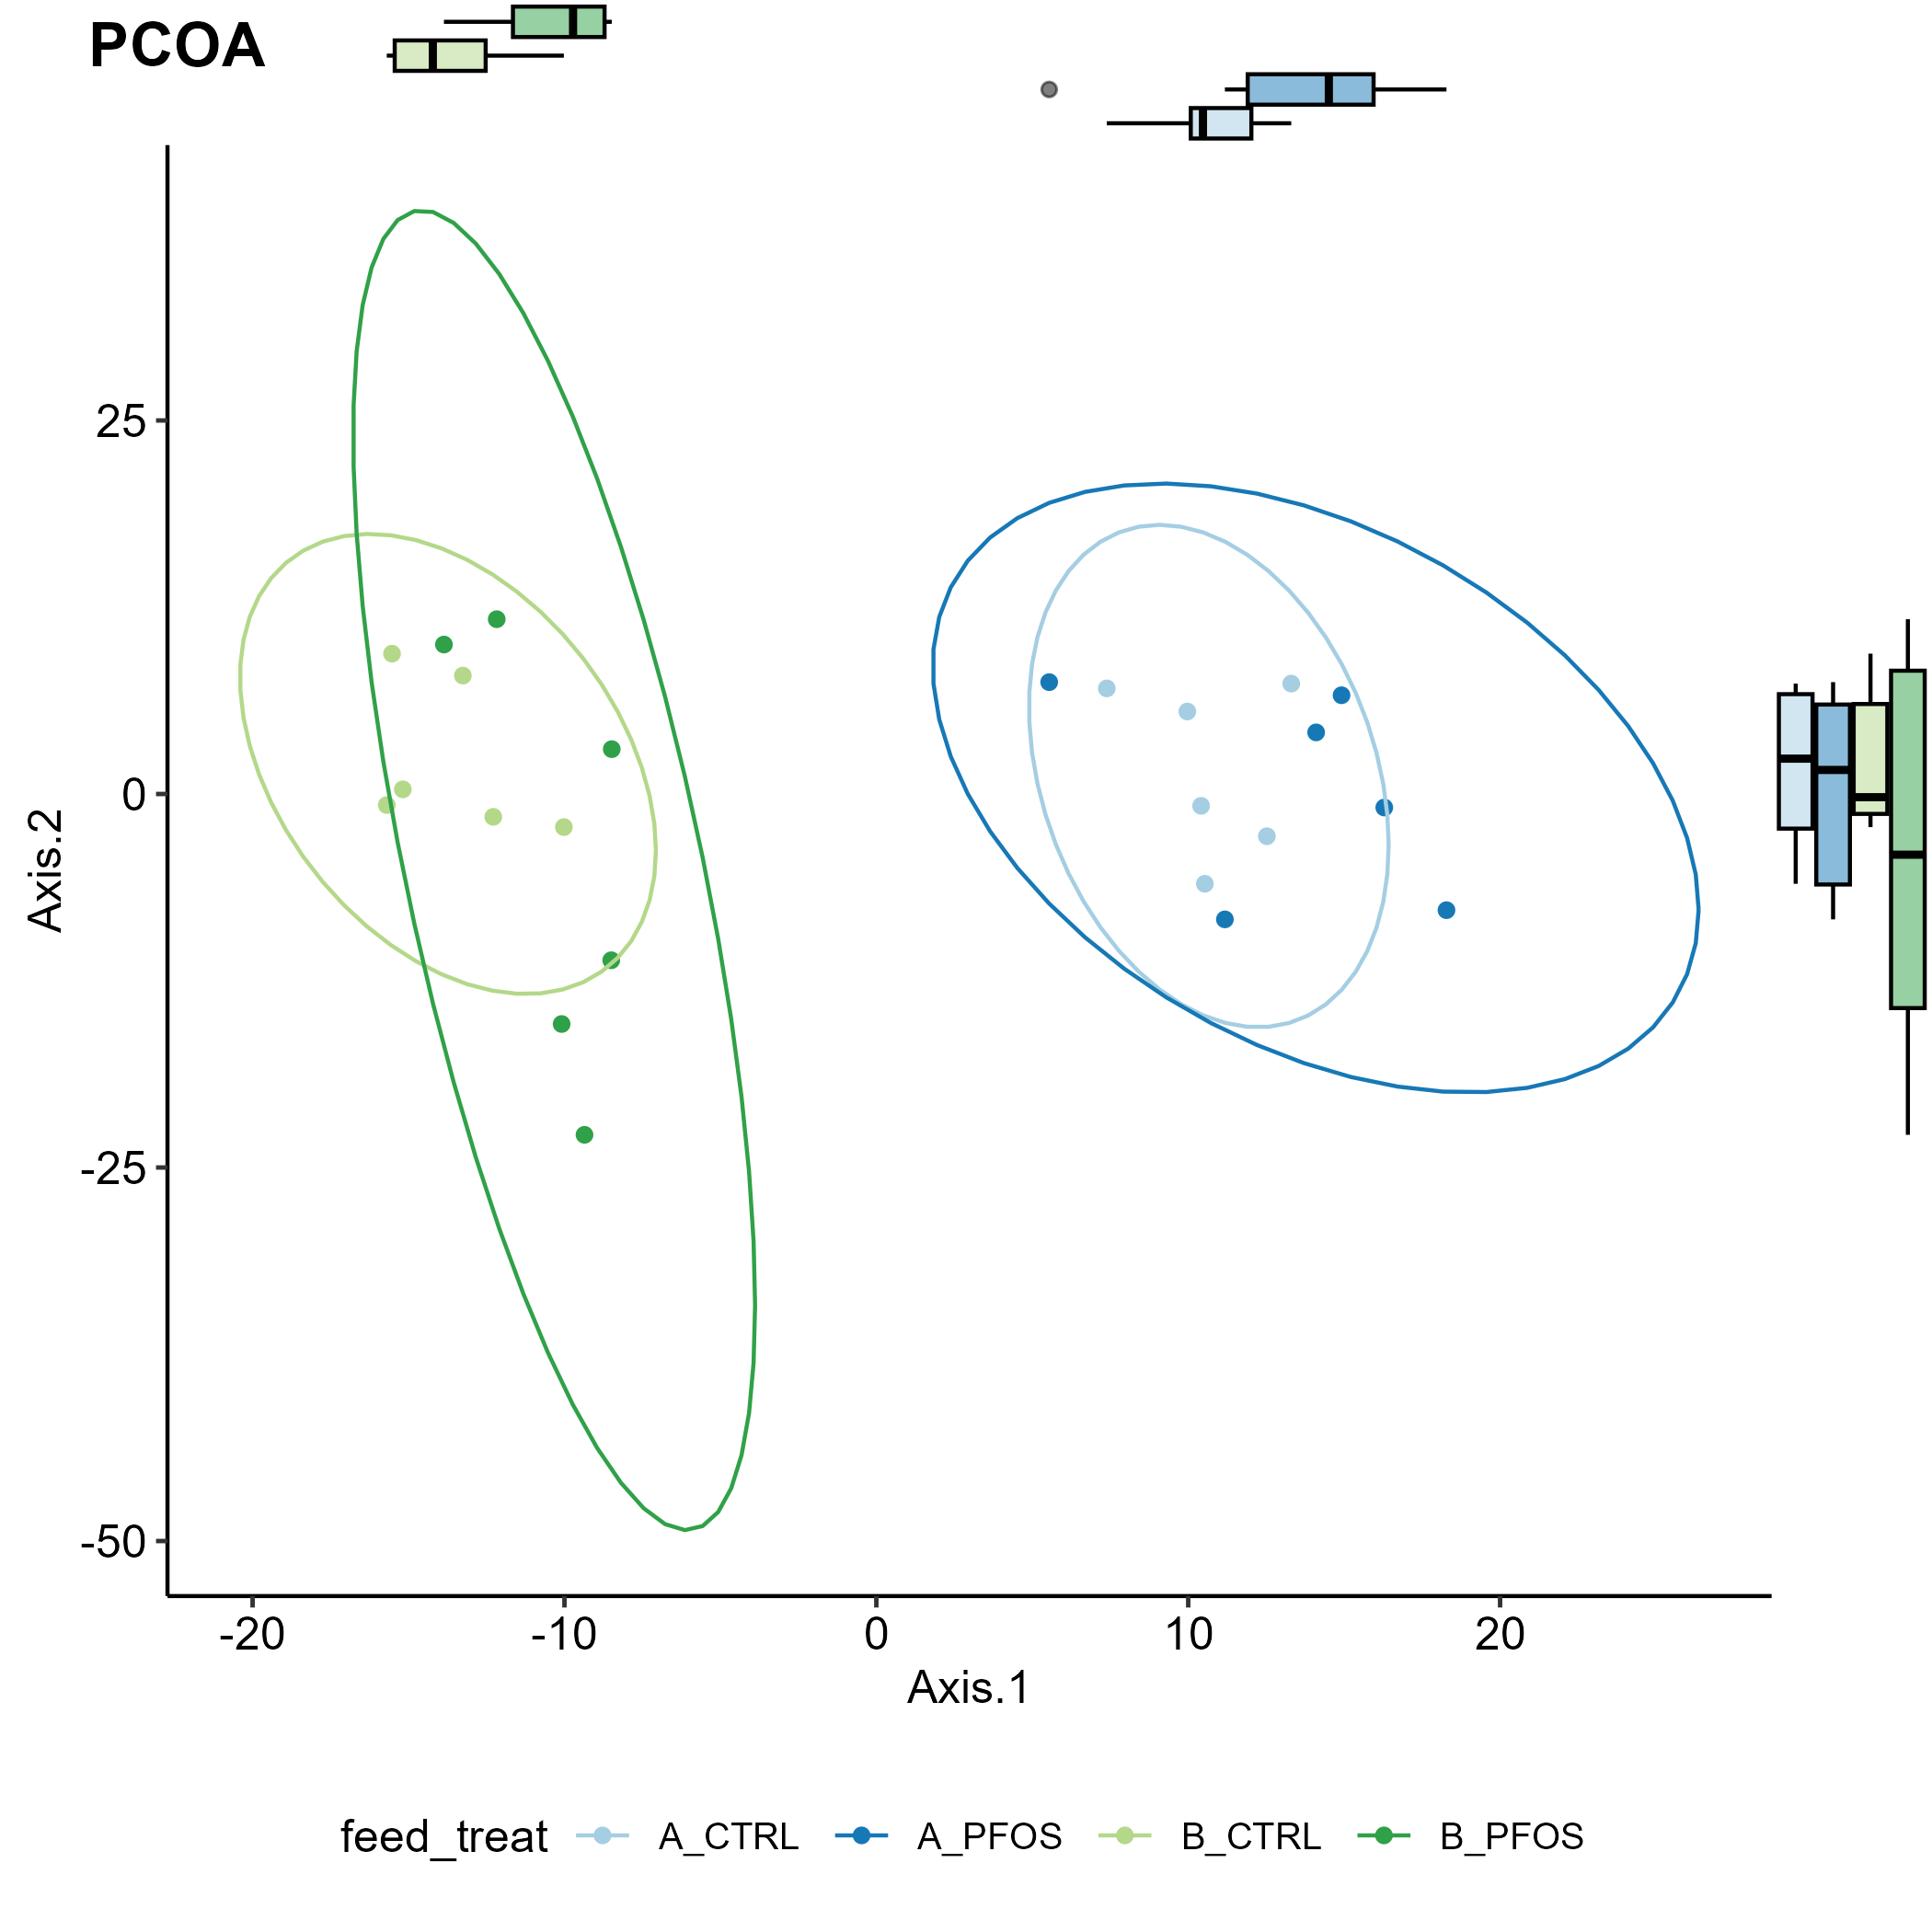 PCOA
25
0
-25
-50
Axis.2
-20 -10 0 10 20
Axis.1
feed_treat A_CTRL A_PFOS B_CTRL B_PFOS